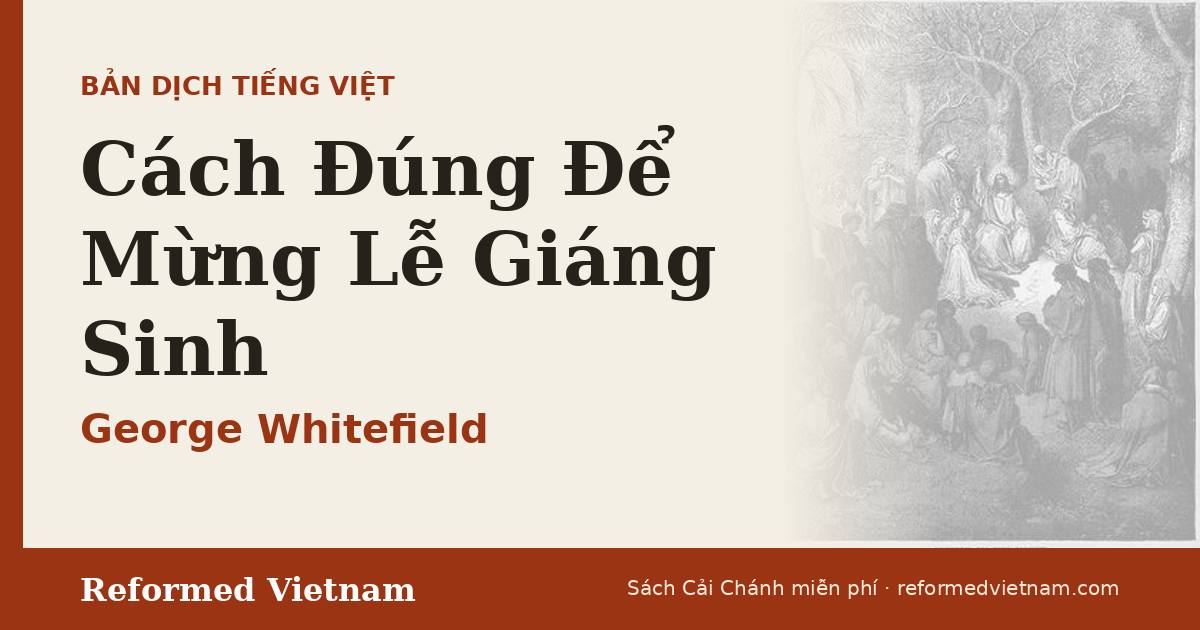 BẢN DỊCH TIẾNG VIỆT
Cách Đúng Để
Mừng Lễ Giáng
Sinh
George Whitefield
Reformed Vietnam
Sách Cải Chánh miễn phí · reformedvietnam.com